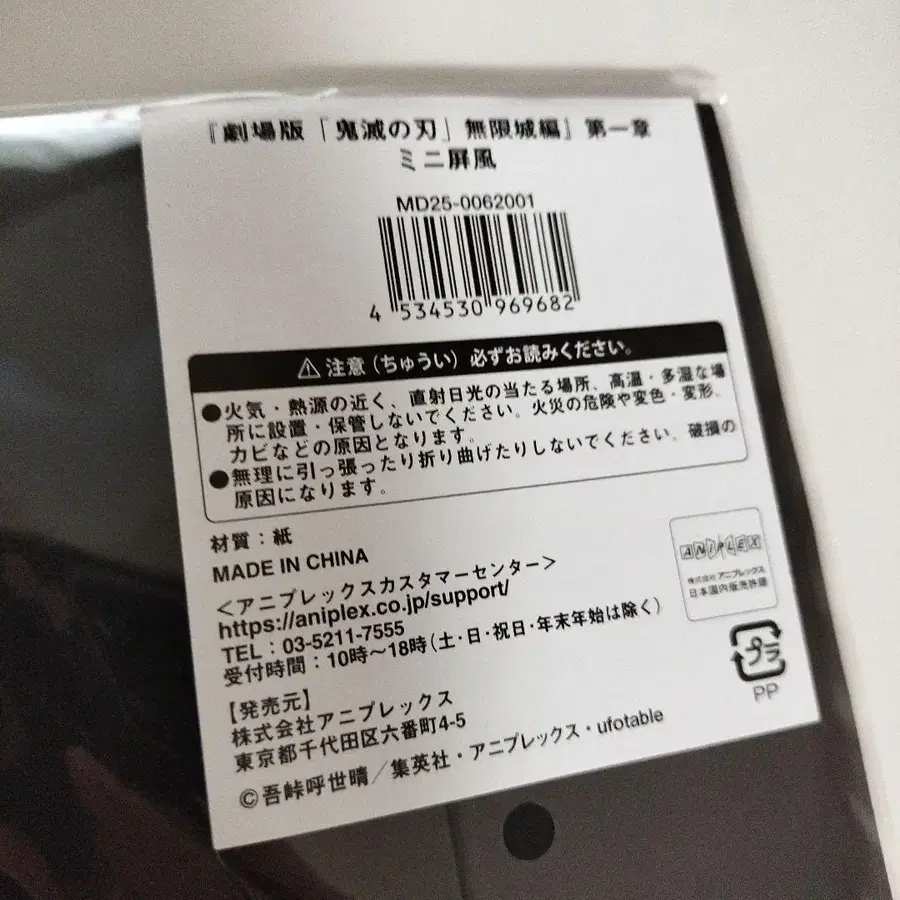 『劇場版「鬼滅の刃」無限城編』第一章
ミニ屏風
MD25-0062001
4 534530 969682
⚠ 注意(ちゅうい)必ずお読みください。
●火気・熱源の近く、直射日光の当たる場所、高温・多湿な場
所に設置・保管しないでください。火災の危険や変色・変形、
カビなどの原因となります。
●無理に引っ張ったり折り曲げたりしないでください。破損の
原因になります。
材質:紙
MADE IN CHINA
<アニプレックスカスタマーセンター>
https://aniplex.co.jp/support/
TEL:03-5211-7555
受付時間:10時〜18時(土・日・祝日・年末年始は除く)
【発売元】
株式会社アニプレックス
東京都千代田区六番町4-5
©吾峠呼世晴/集英社・アニプレックス・ufotable
ANIPLEX
株式会社アニプレックス
日本国内版権許諾
プラ
PP